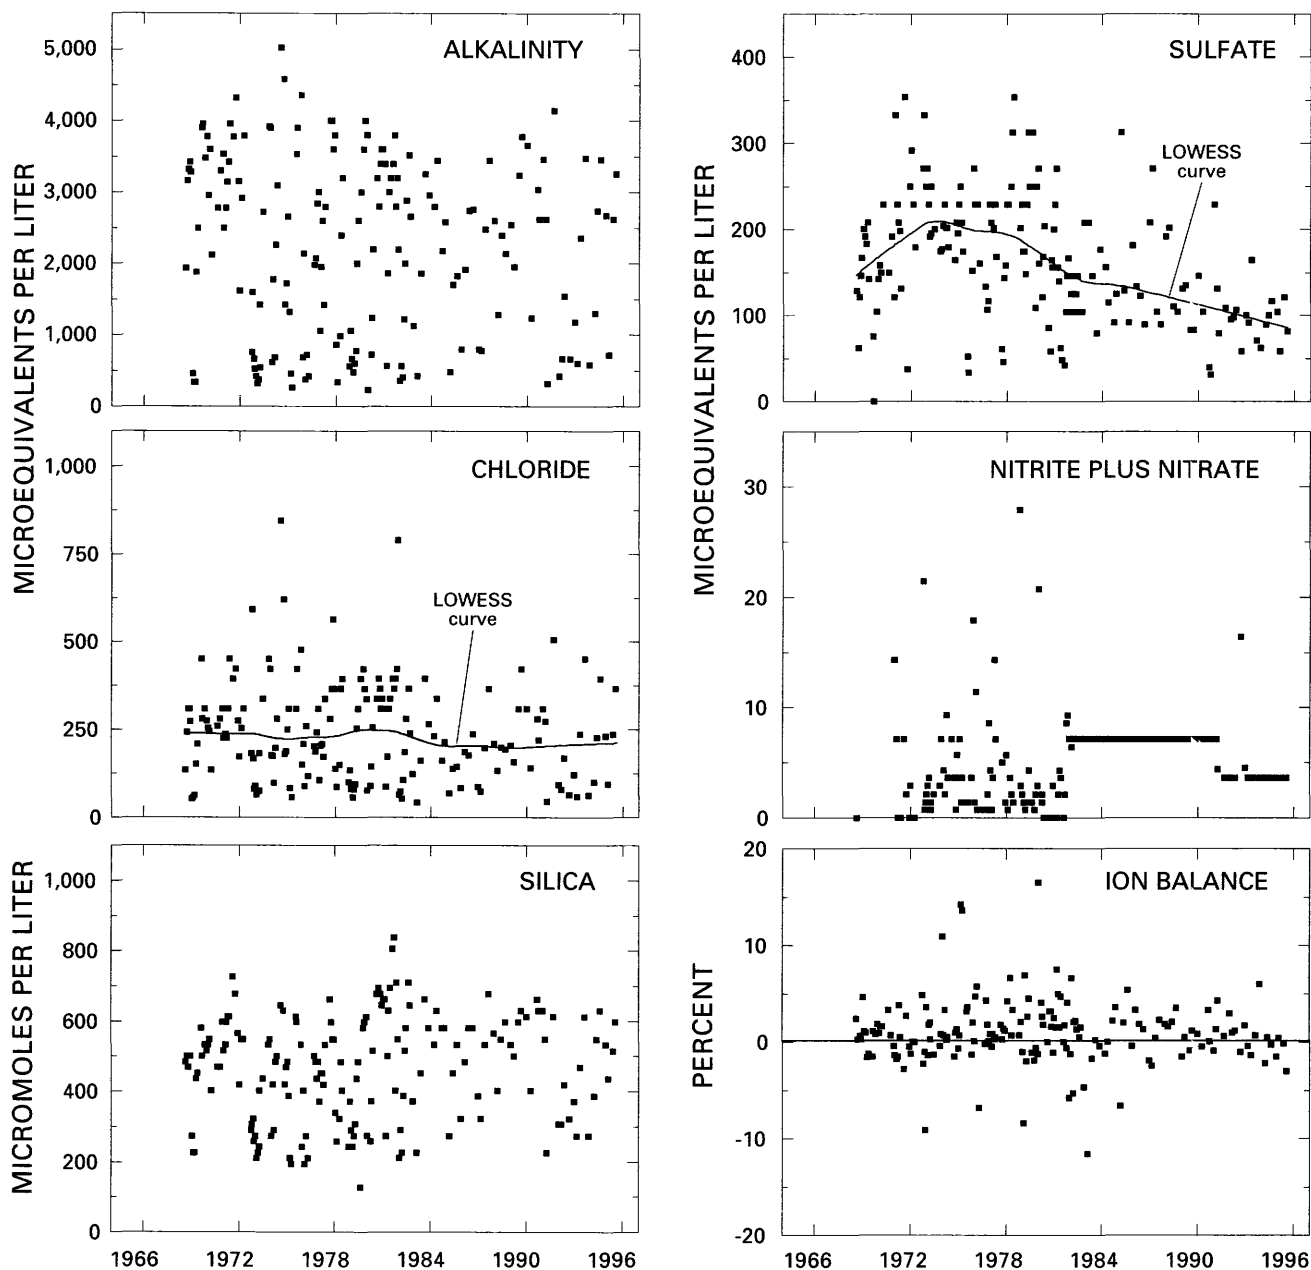 MICROEQUIVALENTS PER LITER
ALKALINITY
5,000
4,000
3,000
2,000
1,000
0
CHLORIDE
1,000
750
500
250
0
LOWESS
curve
MICROMOLES PER LITER
SILICA
1,000
800
600
400
200
0
1966 1972 1978 1984 1990 1996
MICROEQUIVALENTS PER LITER
SULFATE
400
300
200
100
0
LOWESS
curve
NITRITE PLUS NITRATE
30
20
10
0
PERCENT
ION BALANCE
20
10
0
-10
-20
1966 1972 1978 1984 1990 1996